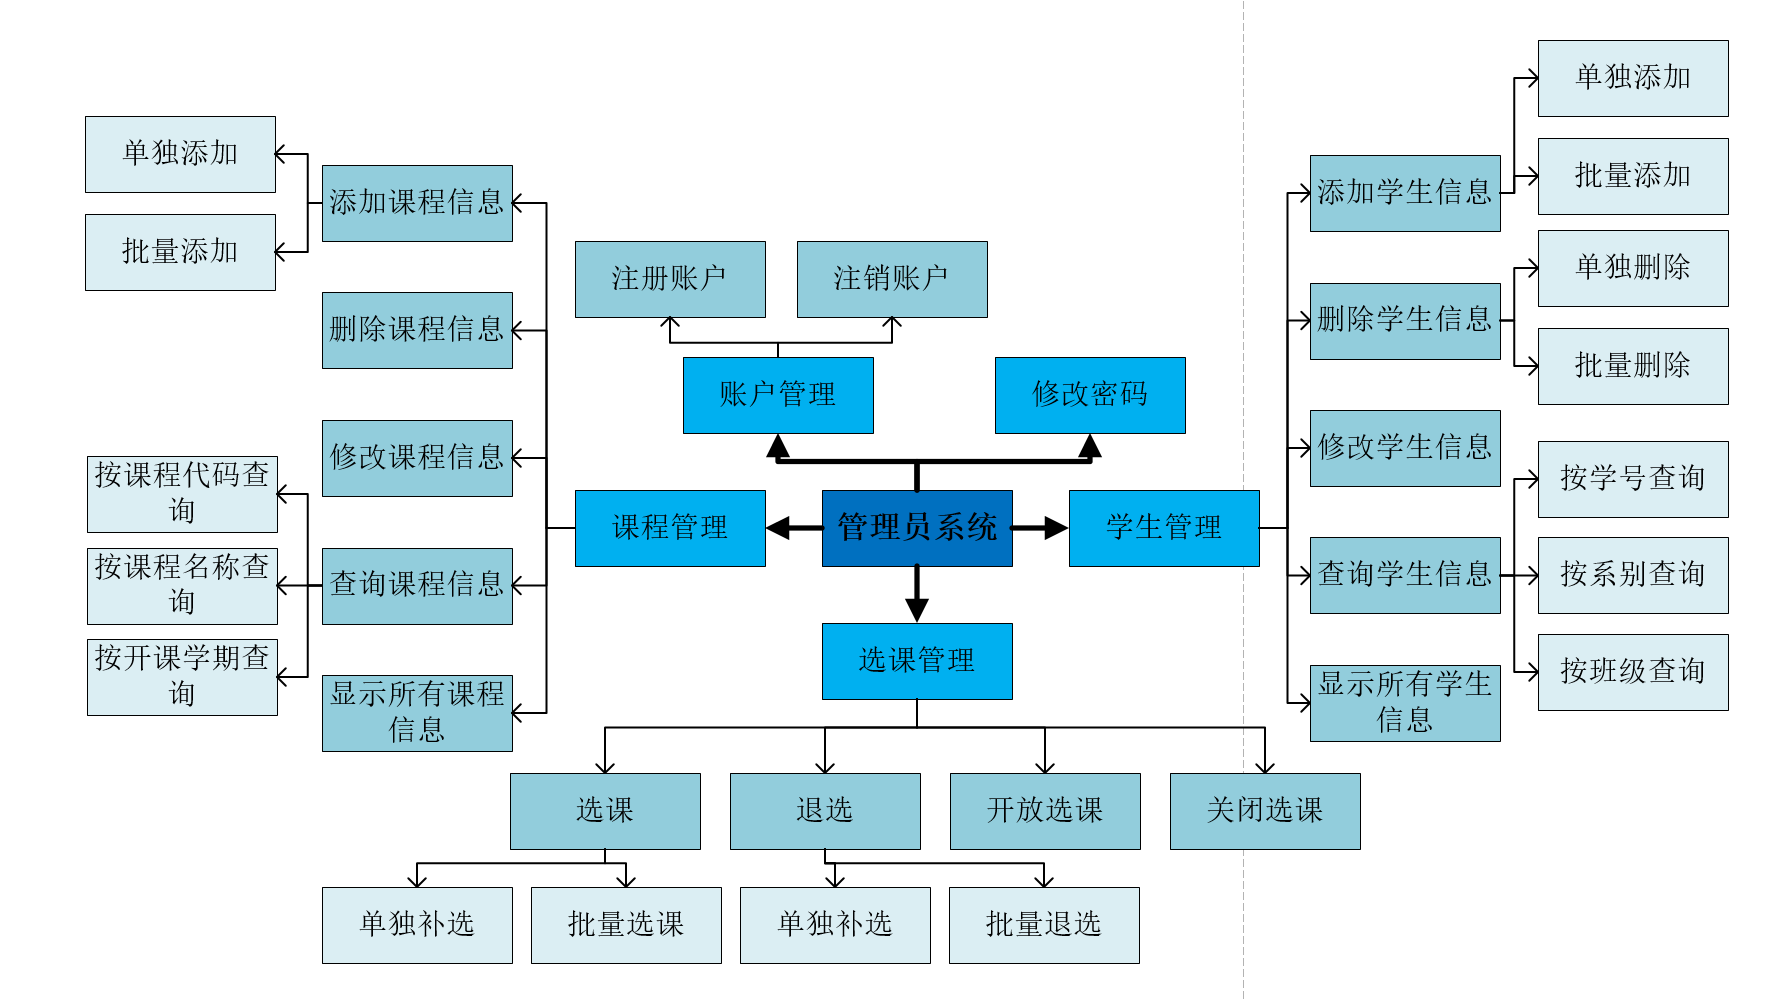 单独添加
批量添加
添加课程信息
删除课程信息
修改课程信息
按课程代码查
询
按课程名称查
询
按开课学期查
询
查询课程信息
显示所有课程
信息
注册账户
注销账户
账户管理
修改密码
课程管理
管理员系统
学生管理
选课管理
选课
退选
开放选课
关闭选课
单独补选
批量选课
单独补选
批量退选
添加学生信息
删除学生信息
修改学生信息
查询学生信息
显示所有学生
信息
单独添加
批量添加
单独删除
批量删除
按学号查询
按系别查询
按班级查询